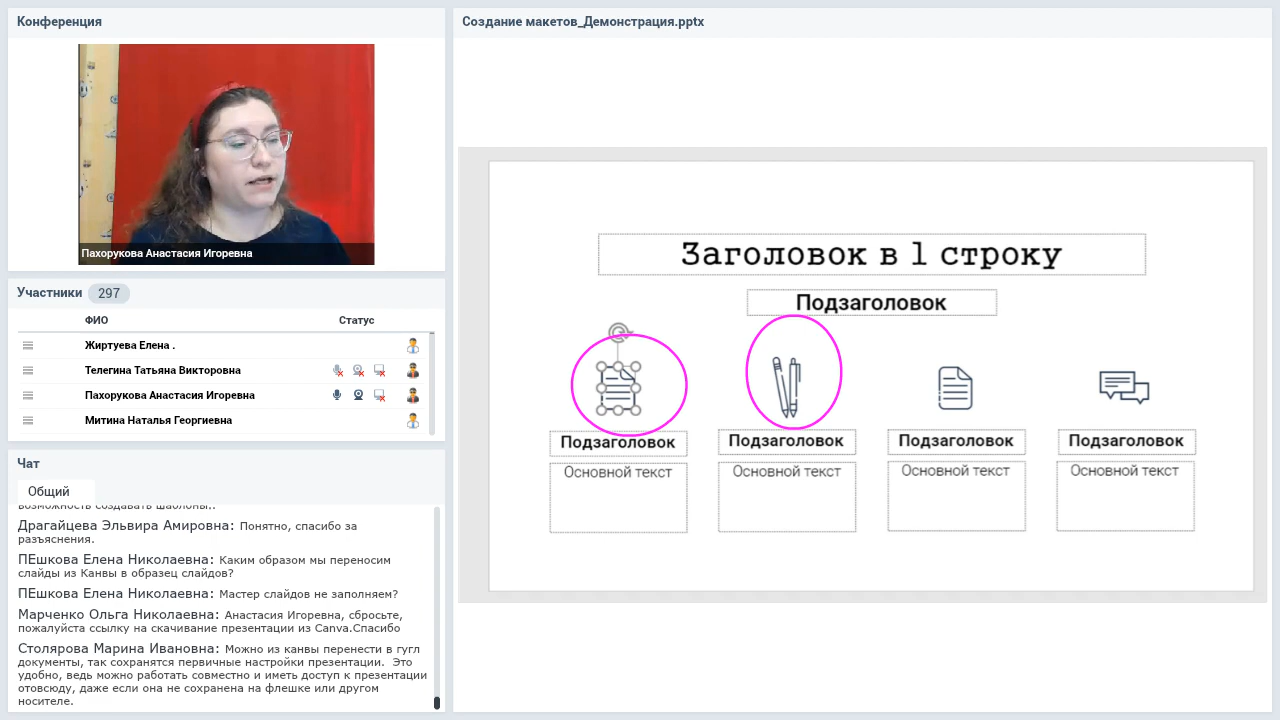 Конференция
Пахорукова Анастасия Игоревна
Участники 297
ФИО Статус
Жиртуева Елена .
Телегина Татьяна Викторовна
Пахорукова Анастасия Игоревна
Митина Наталья Георгиевна
Чат
Общий
возможность создавать шаблоны..
Драгайцева Эльвира Амировна: Понятно, спасибо за
разъяснения.
ПЕшкова Елена Николаевна: Каким образом мы переносим
слайды из Канвы в образец слайдов?
ПЕшкова Елена Николаевна: Мастер слайдов не заполняем?
Марченко Ольга Николаевна: Анастасия Игоревна, сбросьте,
пожалуйста ссылку на скачивание презентации из Canva.Спасибо
Столярова Марина Ивановна: Можно из канвы перенести в гугл
документы, так сохранятся первичные настройки презентации.  Это
удобно, ведь можно работать совместно и иметь доступ к презентации
отовсюду, даже если она не сохранена на флешке или другом
носителе.
Создание макетов_Демонстрация.pptx
Заголовок в 1 строку
Подзаголовок
Подзаголовок Подзаголовок Подзаголовок Подзаголовок
Основной текст Основной текст Основной текст Основной текст